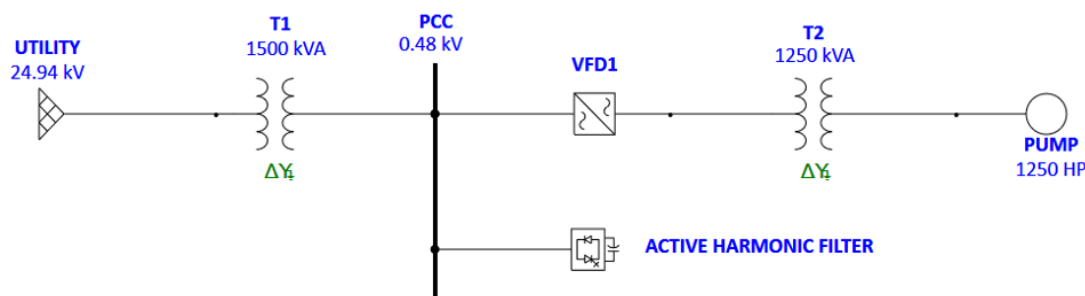 UTILITY
24.94 kV
T1
1500 kVA
ΔY
PCC
0.48 kV
VFD1
T2
1250 kVA
ΔY
PUMP
1250 HP
ACTIVE HARMONIC FILTER